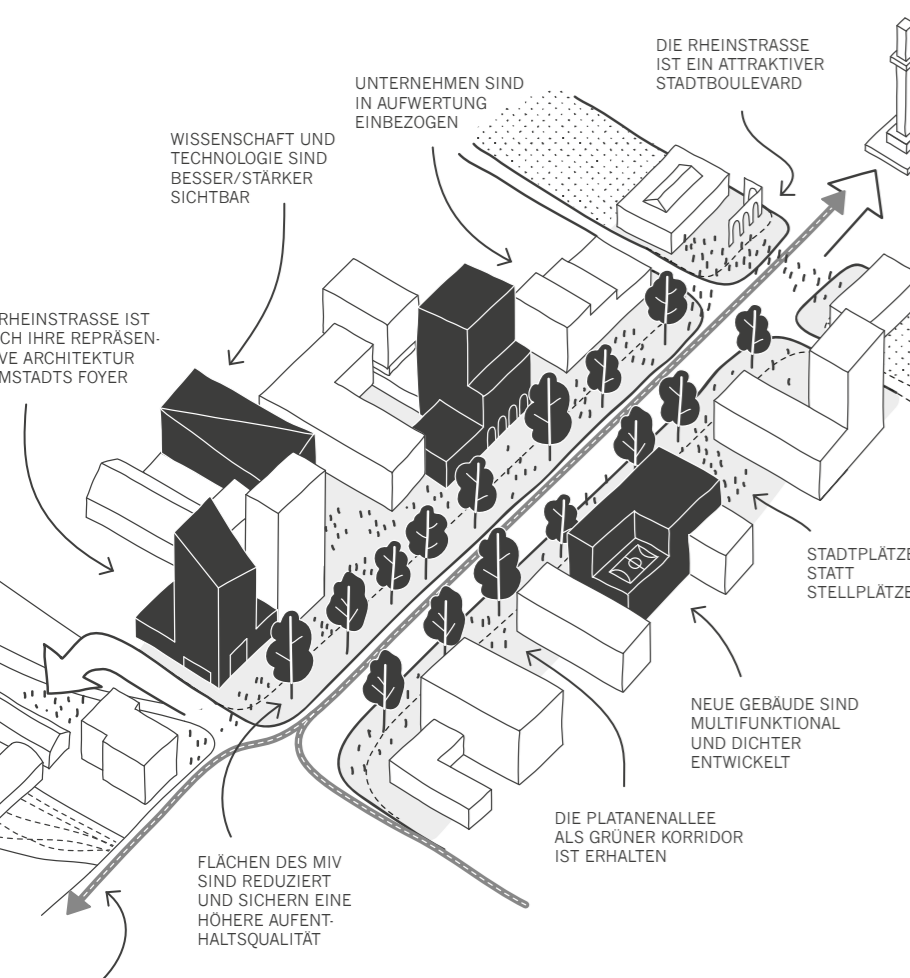 DIE RHEINSTRASSE
IST EIN ATTRAKTIVER
STADTBOULEVARD
UNTERNEHMEN SIND
IN AUFWERTUNG
EINBEZOGEN
WISSENSCHAFT UND
TECHNOLOGIE SIND
BESSER/STÄRKER
SICHTBAR
RHEINSTRASSE IST
CH IHRE REPRÄSEN-
VE ARCHITEKTUR
MSTADTS FOYER
STADTPLÄTZE
STATT
STELLPLÄTZE
NEUE GEBÄUDE SIND
MULTIFUNKTIONAL
UND DICHTER
ENTWICKELT
DIE PLATANENALLEE
ALS GRÜNER KORRIDOR
IST ERHALTEN
FLÄCHEN DES MIV
SIND REDUZIERT
UND SICHERN EINE
HÖHERE AUFENT-
HALTSQUALITÄT